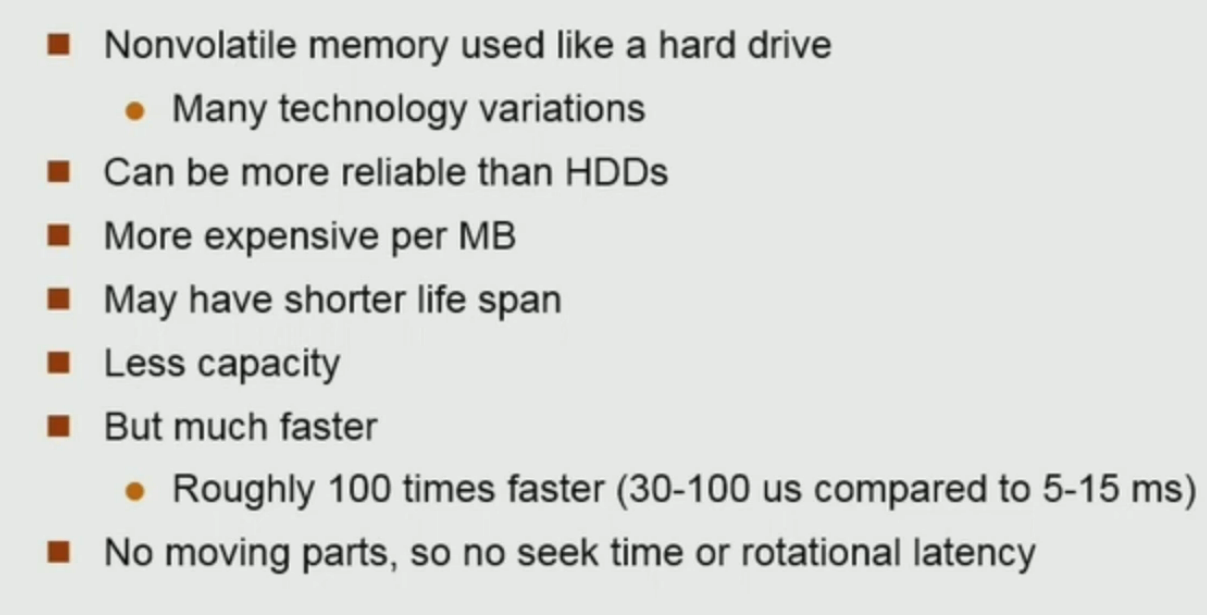 Nonvolatile memory used like a hard drive
Many technology variations
Can be more reliable than HDDs
More expensive per MB
May have shorter life span
Less capacity
But much faster
Roughly 100 times faster (30-100 us compared to 5-15 ms)
No moving parts, so no seek time or rotational latency